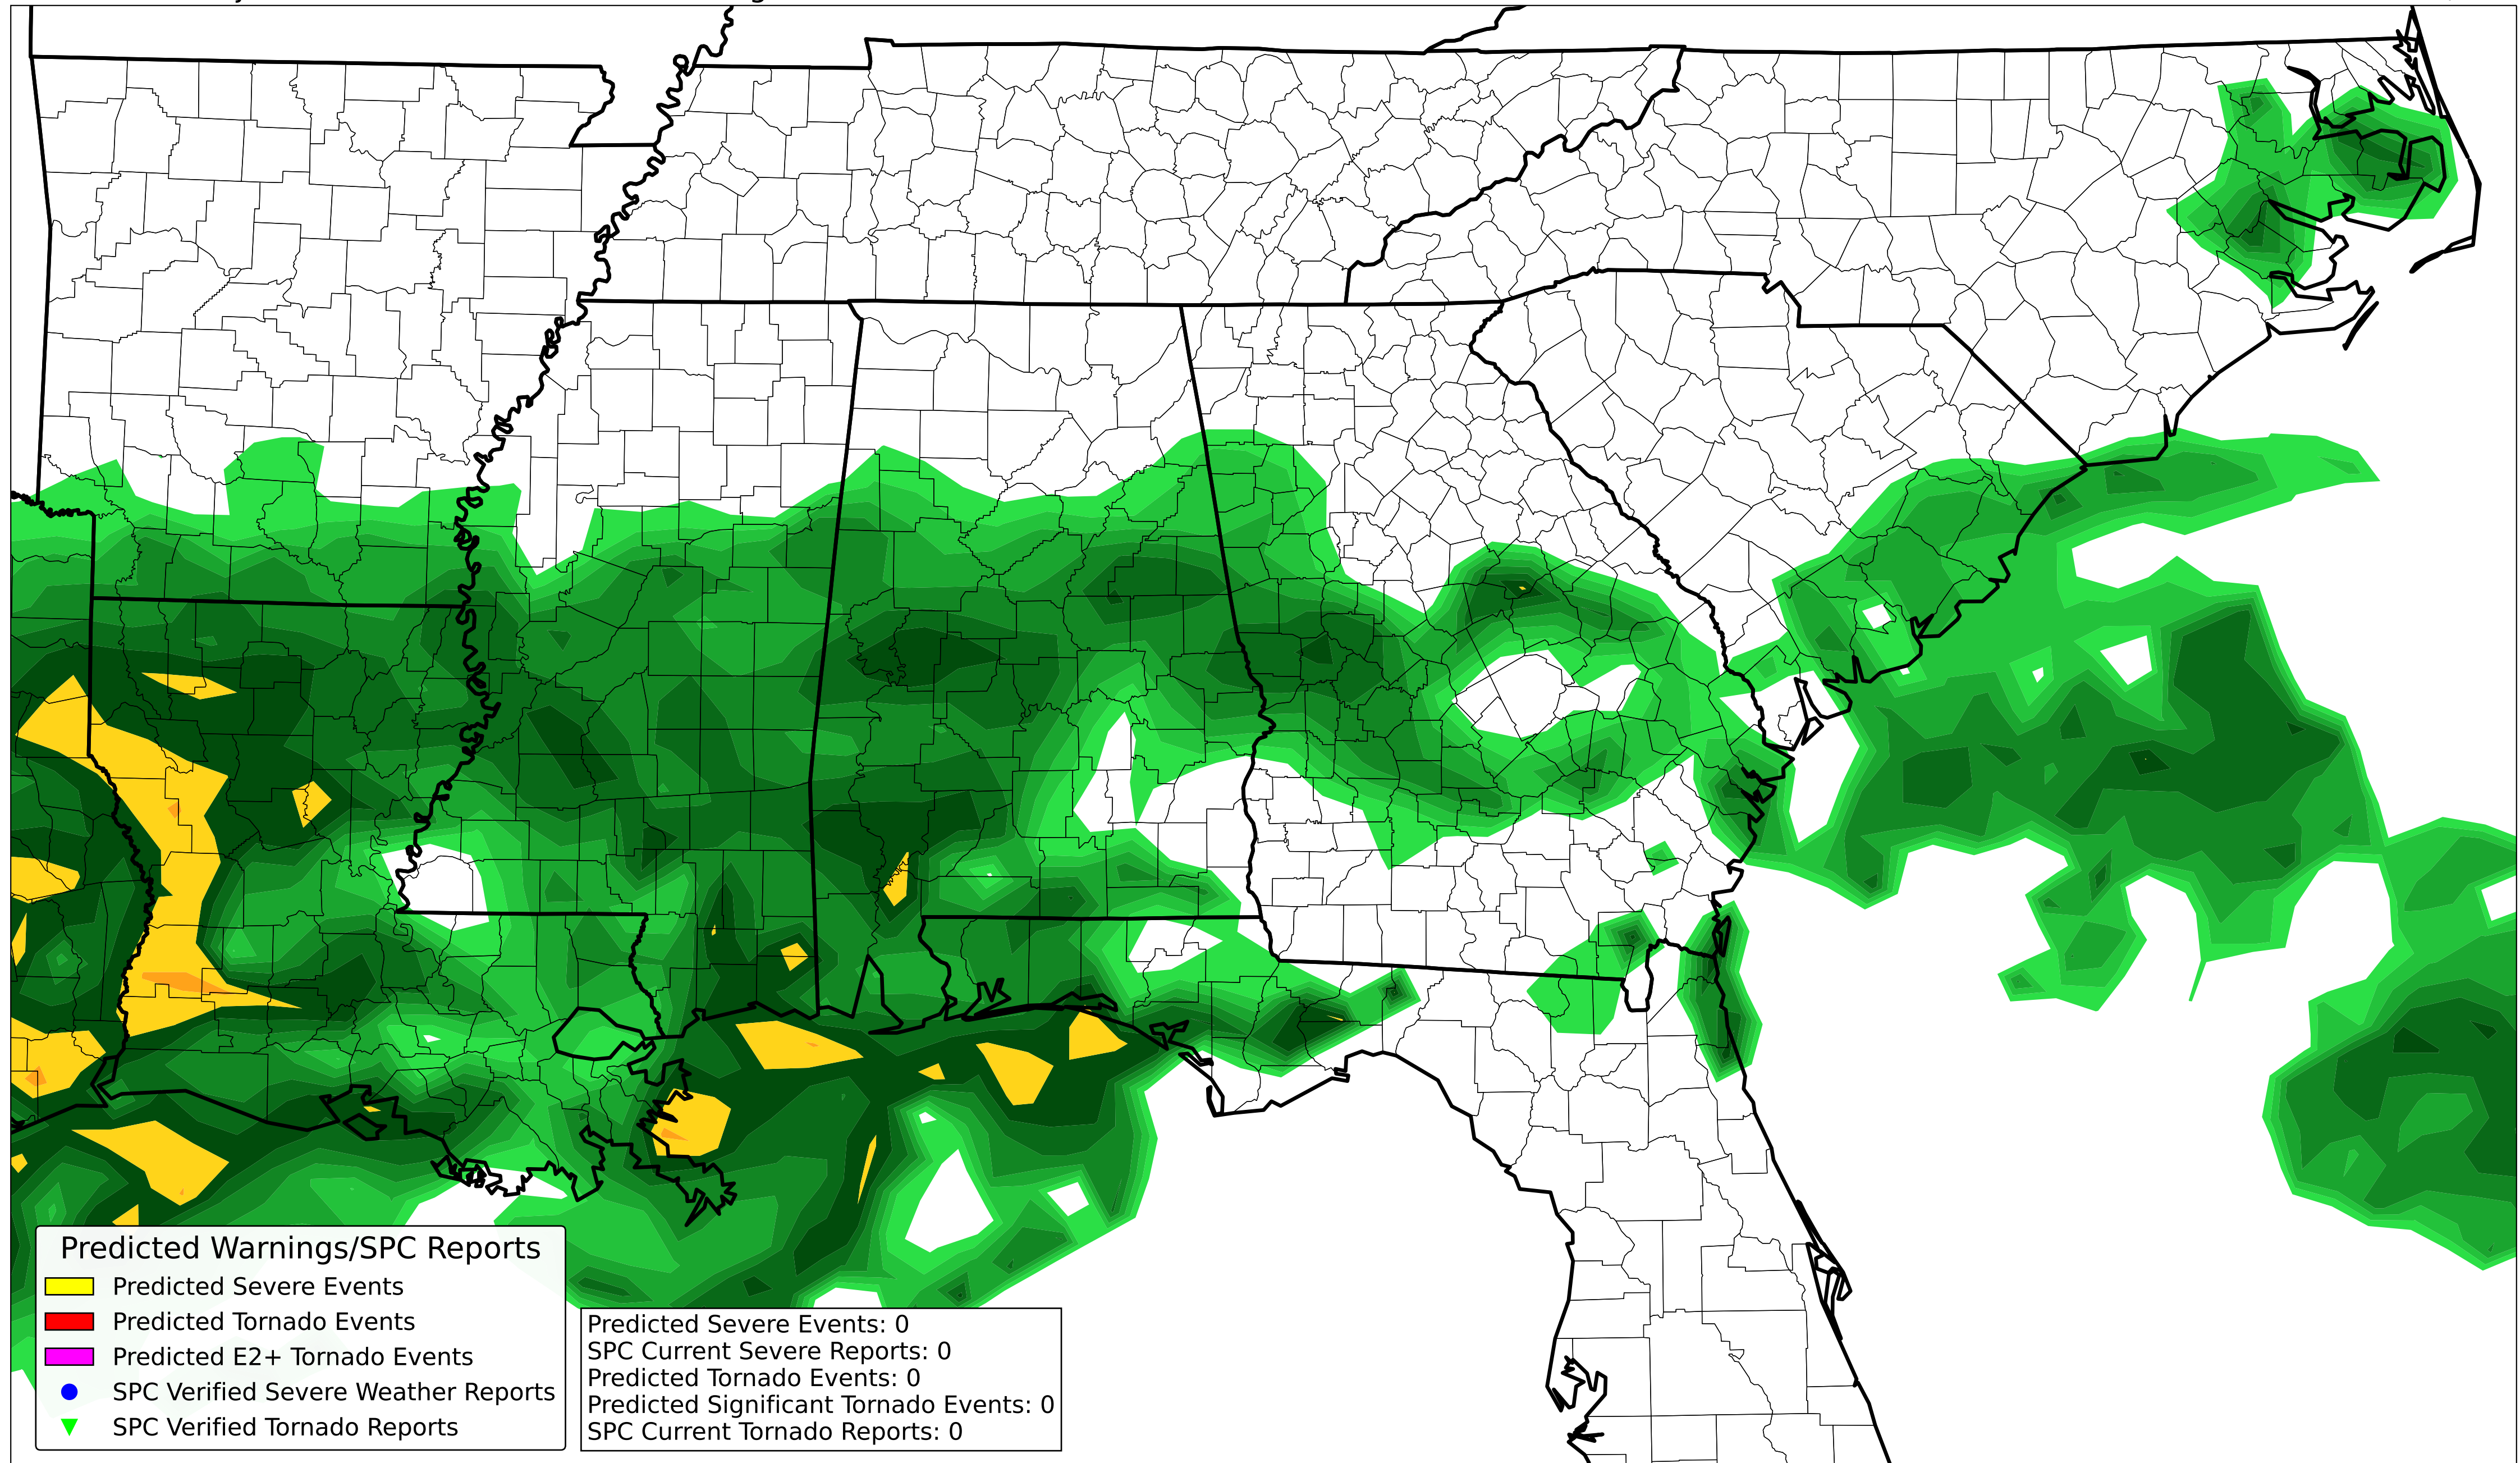 Predicted Warnings/SPC Reports
Predicted Severe Events
Predicted Tornado Events
Predicted E2+ Tornado Events
SPC Verified Severe Weather Reports
SPC Verified Tornado Reports
Predicted Severe Events: 0
SPC Current Severe Reports: 0
Predicted Tornado Events: 0
Predicted Significant Tornado Events: 0
SPC Current Tornado Reports: 0